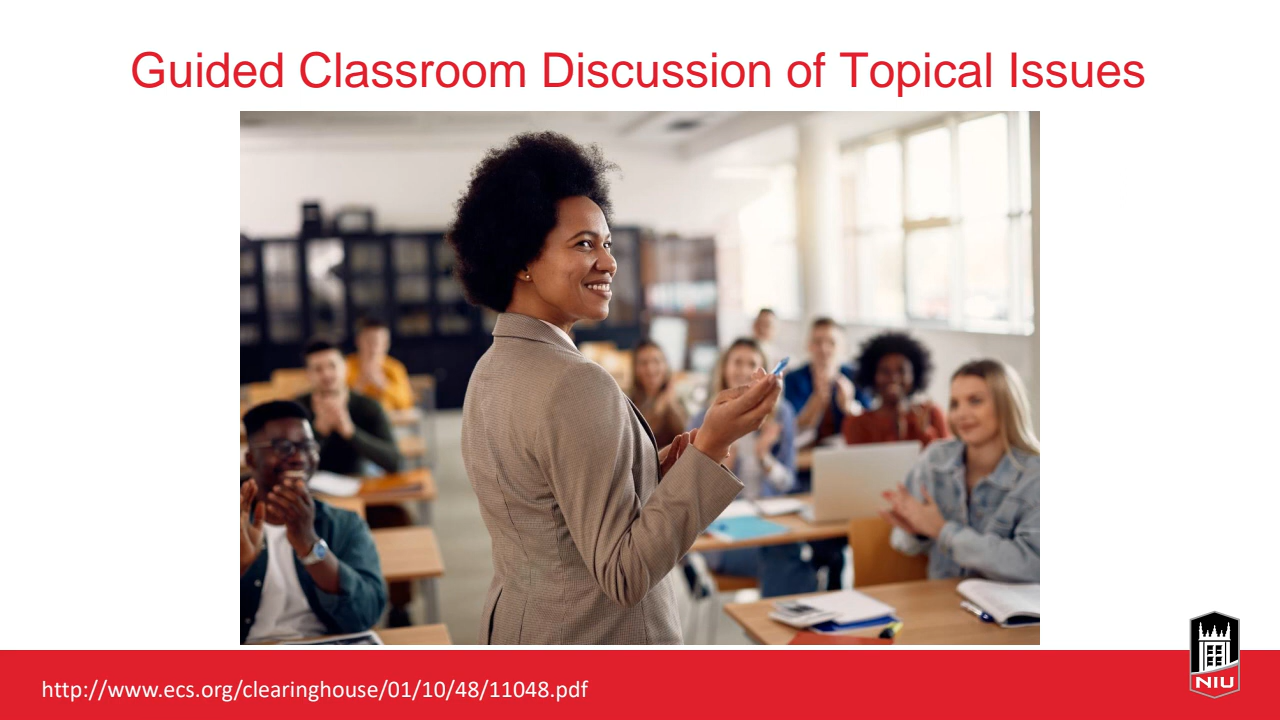 Guided Classroom Discussion of Topical Issues
NIU
http://www.ecs.org/clearinghouse/01/10/48/11048.pdf